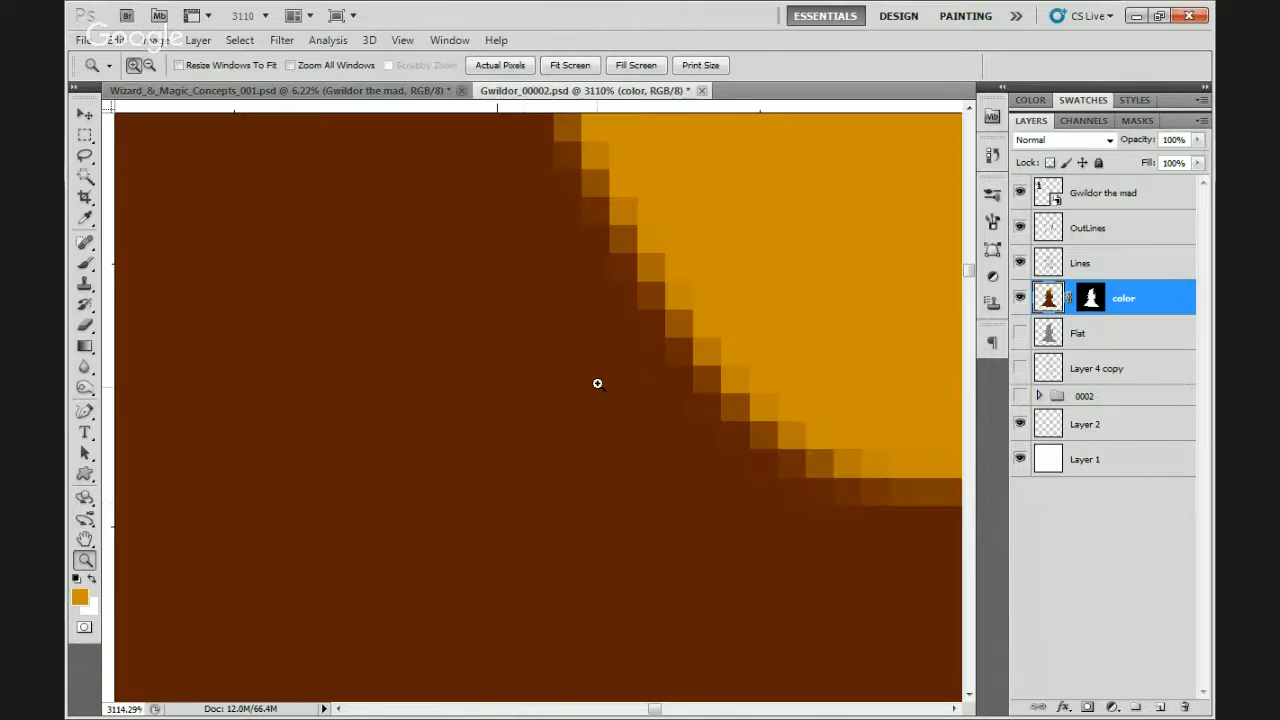 Ps Br Mb 3110 ESSENTIALS DESIGN PAINTING CS Live
Google
Layer Select Filter Analysis 3D View Window Help
Resize Windows To Fit Zoom All Windows Scrubby Zoom Actual Pixels Fit Screen Fill Screen Print Size
Wizard_&_Magic_Concepts_001.psd @ 6.22% (Gwildor the mad, RGB/8) * Gwildor_00002.psd @ 3110% (color, RGB/8) *
COLOR SWATCHES STYLES
LAYERS CHANNELS MASKS
Normal Opacity: 100%
Lock: Fill: 100%
Gwildor the mad
OutLines
Lines
color
Flat
Layer 4 copy
0002
Layer 2
Layer 1
3114.29% Doc: 12.0M/66.4M